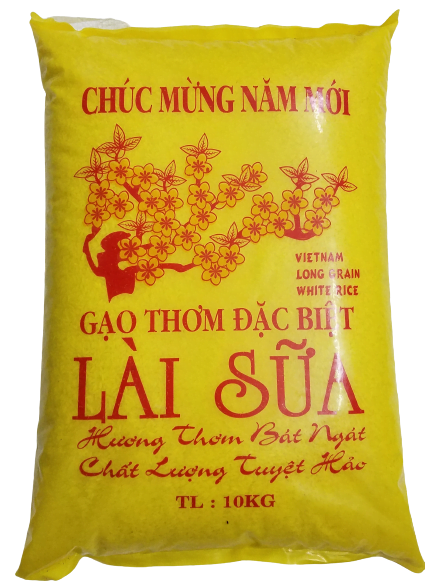 CHÚC MỪNG NĂM MỚI
VIETNAM
LONG GRAIN
WHITE RICE
GẠO THƠM ĐẶC BIỆT
LÀI SỮA
Hương Thơm Bát Ngát
Chất Lượng Tuyệt Hảo
TL : 10KG